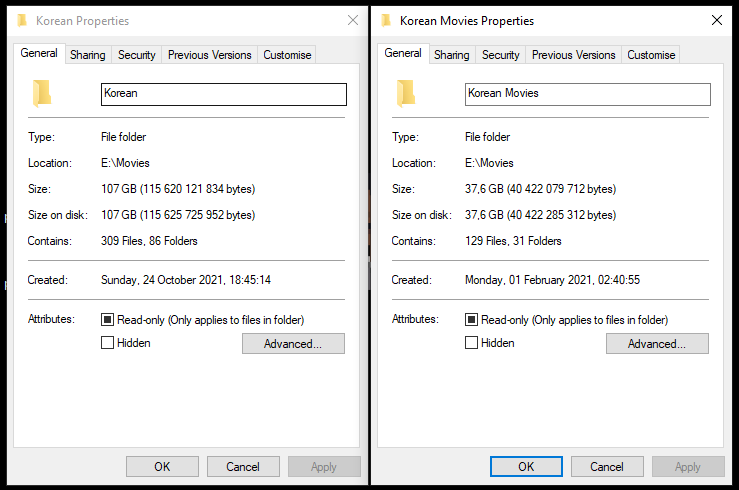 Korean Properties
General Sharing Security Previous Versions Customise
Korean
Type: File folder
Location: E:\Movies
Size: 107 GB (115 620 121 834 bytes)
Size on disk: 107 GB (115 625 725 952 bytes)
Contains: 309 Files, 86 Folders
Created: Sunday, 24 October 2021, 18:45:14
Attributes: Read-only (Only applies to files in folder)
Hidden Advanced...
OK Cancel Apply
Korean Movies Properties
General Sharing Security Previous Versions Customise
Korean Movies
Type: File folder
Location: E:\Movies
Size: 37,6 GB (40 422 079 712 bytes)
Size on disk: 37,6 GB (40 422 285 312 bytes)
Contains: 129 Files, 31 Folders
Created: Monday, 01 February 2021, 02:40:55
Attributes: Read-only (Only applies to files in folder)
Hidden Advanced...
OK Cancel Apply